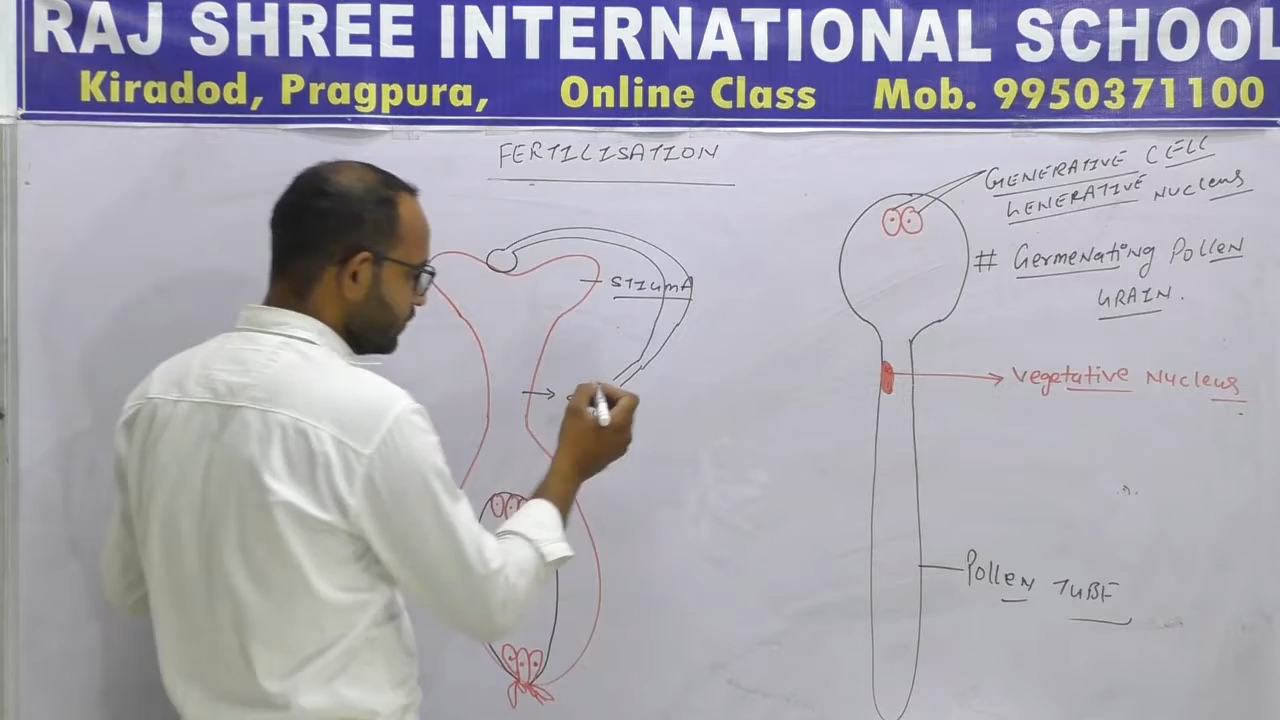 RAJ SHREE INTERNATIONAL SCHOOL
Kiradod, Pragpura, Online Class Mob. 9950371100
FERTILISATION
GENERATIVE CELL
GENERATIVE NUCLEUS
STIGMA
# Germenating Pollen
GRAIN.
Vegetative Nucleus
Pollen TUBE